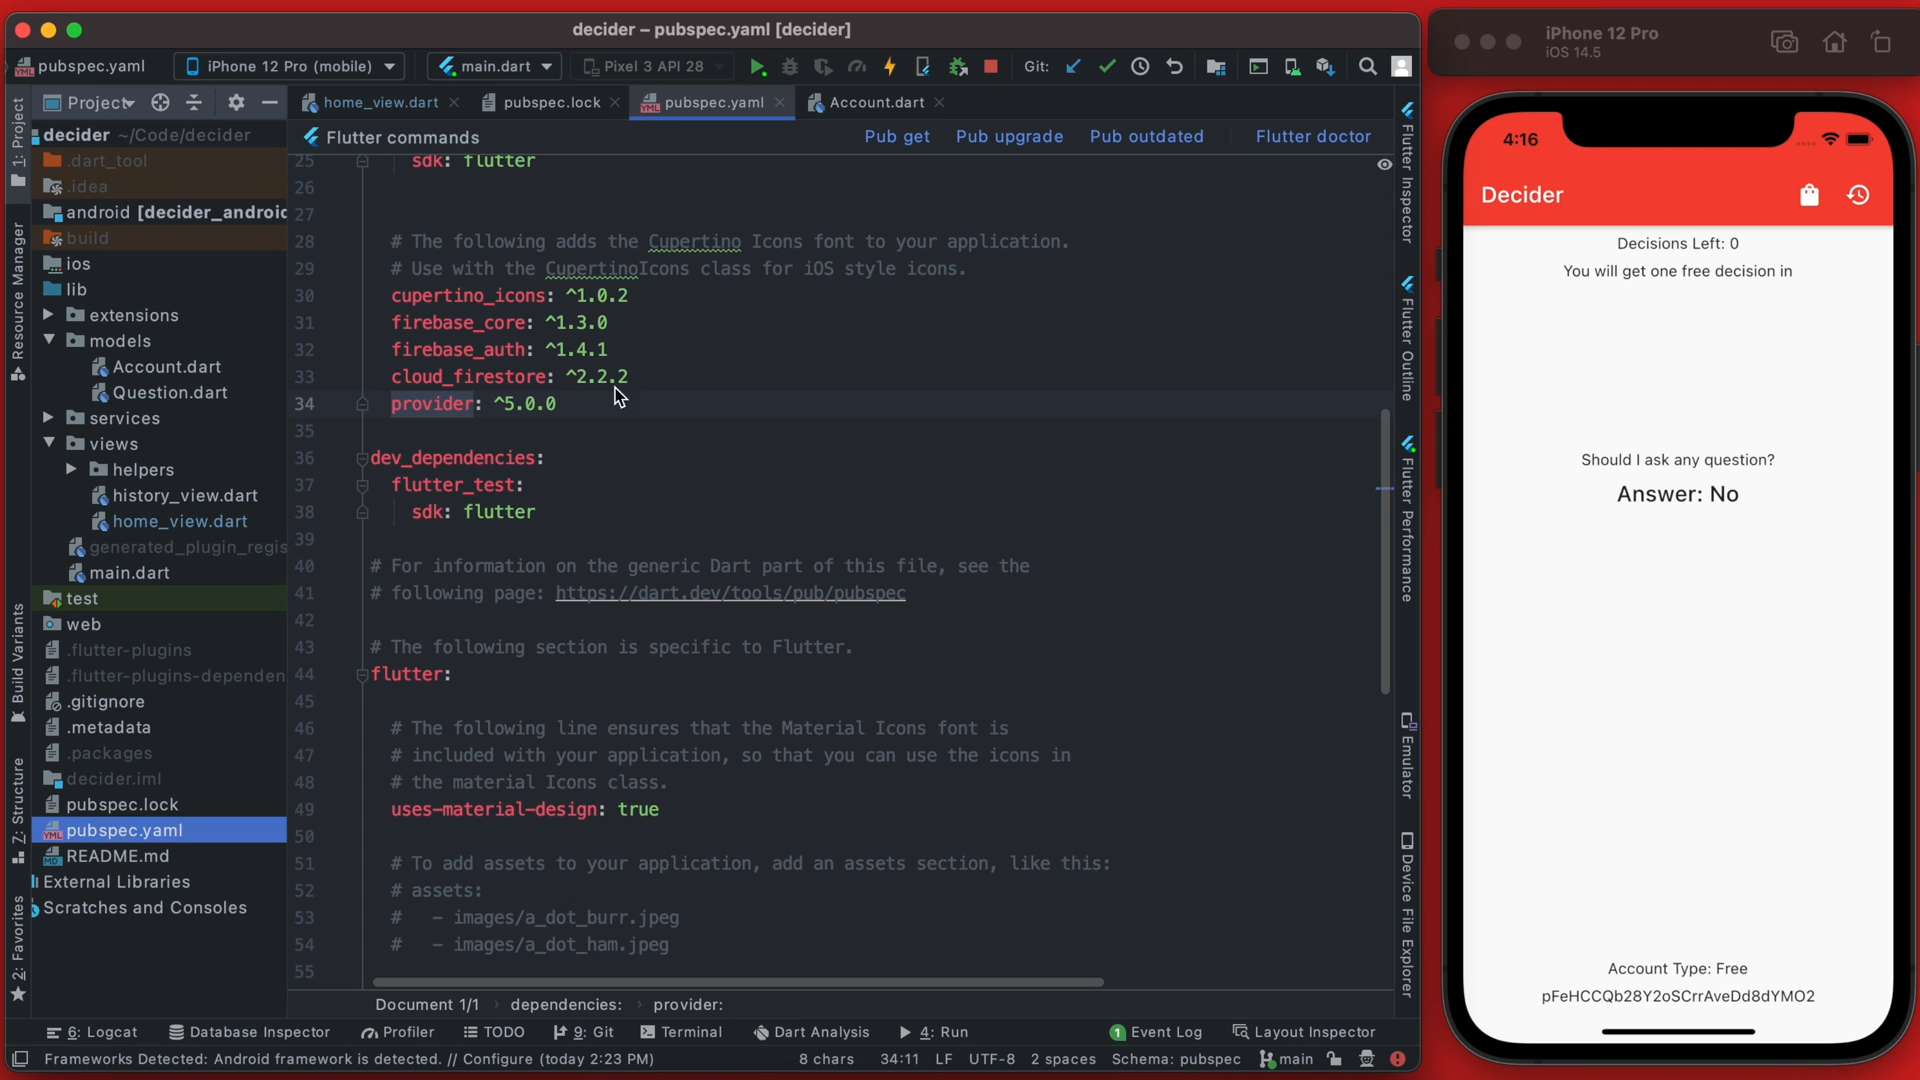 decider – pubspec.yaml [decider]
pubspec.yaml
iPhone 12 Pro (mobile)
main.dart
Pixel 3 API 28
Git:
1: Project
Resource Manager
Build Variants
7: Structure
2: Favorites
Project
decider ~/Code/decider
.dart_tool
.idea
android [decider_android
build
ios
lib
extensions
models
Account.dart
Question.dart
services
views
helpers
history_view.dart
home_view.dart
generated_plugin_regis
main.dart
test
web
.flutter-plugins
.flutter-plugins-dependen
.gitignore
.metadata
.packages
decider.iml
pubspec.lock
pubspec.yaml
README.md
External Libraries
Scratches and Consoles
home_view.dart
pubspec.lock
pubspec.yaml
Account.dart
Flutter commands
Pub get
Pub upgrade
Pub outdated
Flutter doctor
25 sdk: flutter
26
27
28 # The following adds the Cupertino Icons font to your application.
29 # Use with the CupertinoIcons class for iOS style icons.
30 cupertino_icons: ^1.0.2
31 firebase_core: ^1.3.0
32 firebase_auth: ^1.4.1
33 cloud_firestore: ^2.2.2
34 provider: ^5.0.0
35
36 dev_dependencies:
37 flutter_test:
38 sdk: flutter
39
40 # For information on the generic Dart part of this file, see the
41 # following page: https://dart.dev/tools/pub/pubspec
42
43 # The following section is specific to Flutter.
44 flutter:
45
46 # The following line ensures that the Material Icons font is
47 # included with your application, so that you can use the icons in
48 # the material Icons class.
49 uses-material-design: true
50
51 # To add assets to your application, add an assets section, like this:
52 # assets:
53 # - images/a_dot_burr.jpeg
54 # - images/a_dot_ham.jpeg
55
Document 1/1 › dependencies: › provider:
Flutter Inspector
Flutter Outline
Flutter Performance
Emulator
Device File Explorer
6: Logcat
Database Inspector
Profiler
TODO
9: Git
Terminal
Dart Analysis
4: Run
1 Event Log
Layout Inspector
Frameworks Detected: Android framework is detected. // Configure (today 2:23 PM)
8 chars
34:11
LF
UTF-8
2 spaces
Schema: pubspec
main
iPhone 12 Pro
iOS 14.5
4:16
Decider
Decisions Left: 0
You will get one free decision in
Should I ask any question?
Answer: No
Account Type: Free
pFeHCCQb28Y2oSCrrAveDd8dYMO2